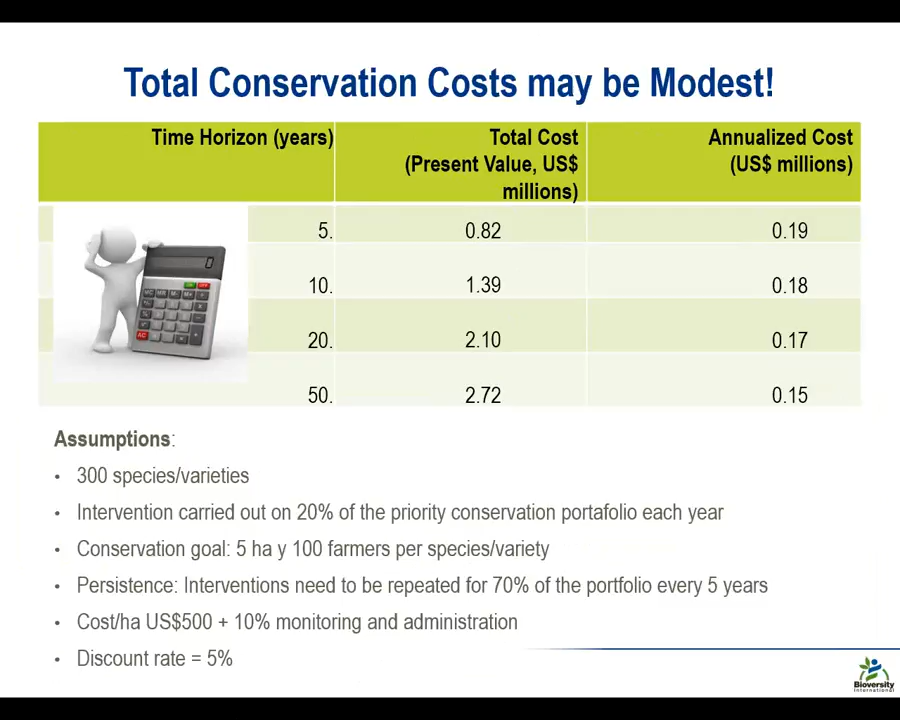 Total Conservation Costs may be Modest!
Time Horizon (years) Total Cost (Present Value, US$ millions) Annualized Cost (US$ millions)
5. 0.82 0.19
10. 1.39 0.18
20. 2.10 0.17
50. 2.72 0.15
Assumptions:
• 300 species/varieties
• Intervention carried out on 20% of the priority conservation portafolio each year
• Conservation goal: 5 ha y 100 farmers per species/variety
• Persistence: Interventions need to be repeated for 70% of the portfolio every 5 years
• Cost/ha US$500 + 10% monitoring and administration
• Discount rate = 5%
Bioversity
International